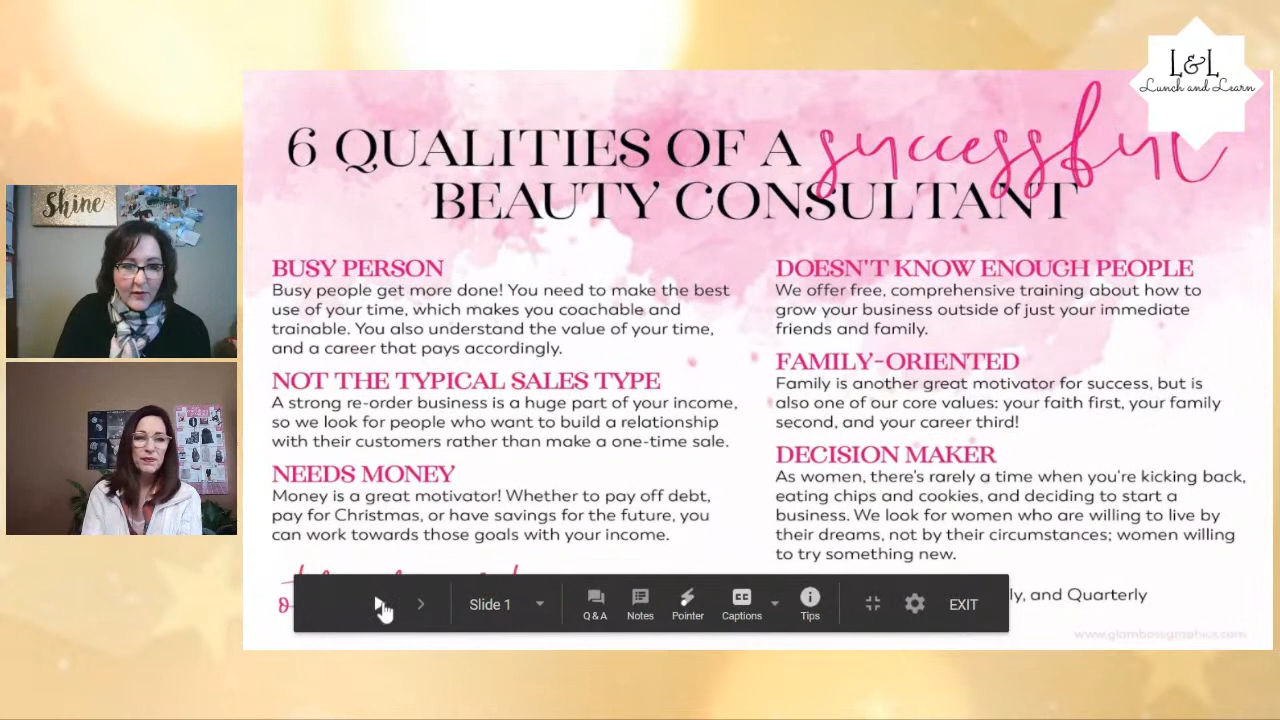 L&L
Lunch and Learn
Shine
6 QUALITIES OF A successful
BEAUTY CONSULTANT
BUSY PERSON
Busy people get more done! You need to make the best
use of your time, which makes you coachable and
trainable. You also understand the value of your time,
and a career that pays accordingly.
NOT THE TYPICAL SALES TYPE
A strong re-order business is a huge part of your income,
so we look for people who want to build a relationship
with their customers rather than make a one-time sale.
NEEDS MONEY
Money is a great motivator! Whether to pay off debt,
pay for Christmas, or have savings for the future, you
can work towards those goals with your income.
DOESN'T KNOW ENOUGH PEOPLE
We offer free, comprehensive training about how to
grow your business outside of just your immediate
friends and family.
FAMILY-ORIENTED
Family is another great motivator for success, but is
also one of our core values: your faith first, your family
second, and your career third!
DECISION MAKER
As women, there's rarely a time when you're kicking back,
eating chips and cookies, and deciding to start a
business. We look for women who are willing to live by
their dreams, not by their circumstances; women willing
to try something new.
ly, and Quarterly
www.glambossgraphics.com
Slide 1
Q & A
Notes
Pointer
Captions
Tips
EXIT